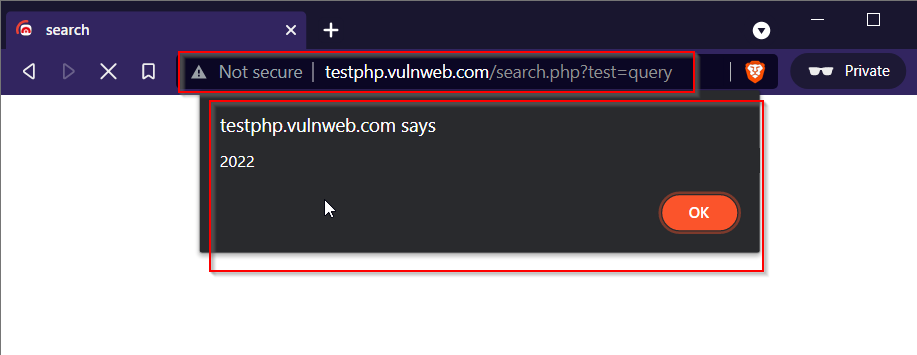 search
Not secure testphp.vulnweb.com/search.php?test=query
Private
testphp.vulnweb.com says
2022
OK